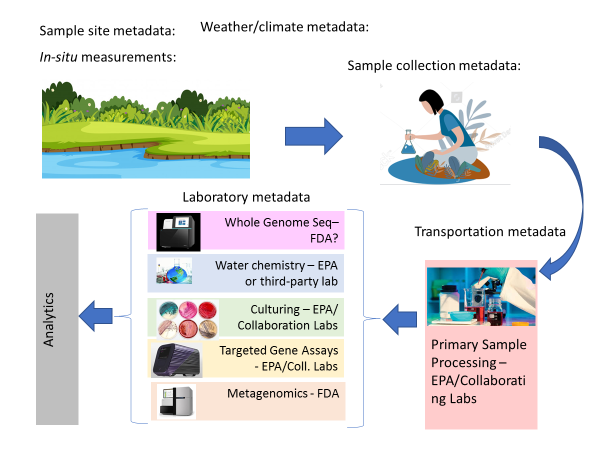 Sample site metadata:
Weather/climate metadata:
In-situ measurements:
Sample collection metadata:
Laboratory metadata
Transportation metadata
Whole Genome Seq–
FDA?
Water chemistry – EPA
or third-party lab
Culturing – EPA/
Collaboration Labs
Targeted Gene Assays
- EPA/Coll. Labs
Metagenomics - FDA
Analytics
Primary Sample
Processing –
EPA/Collaborati
ng Labs